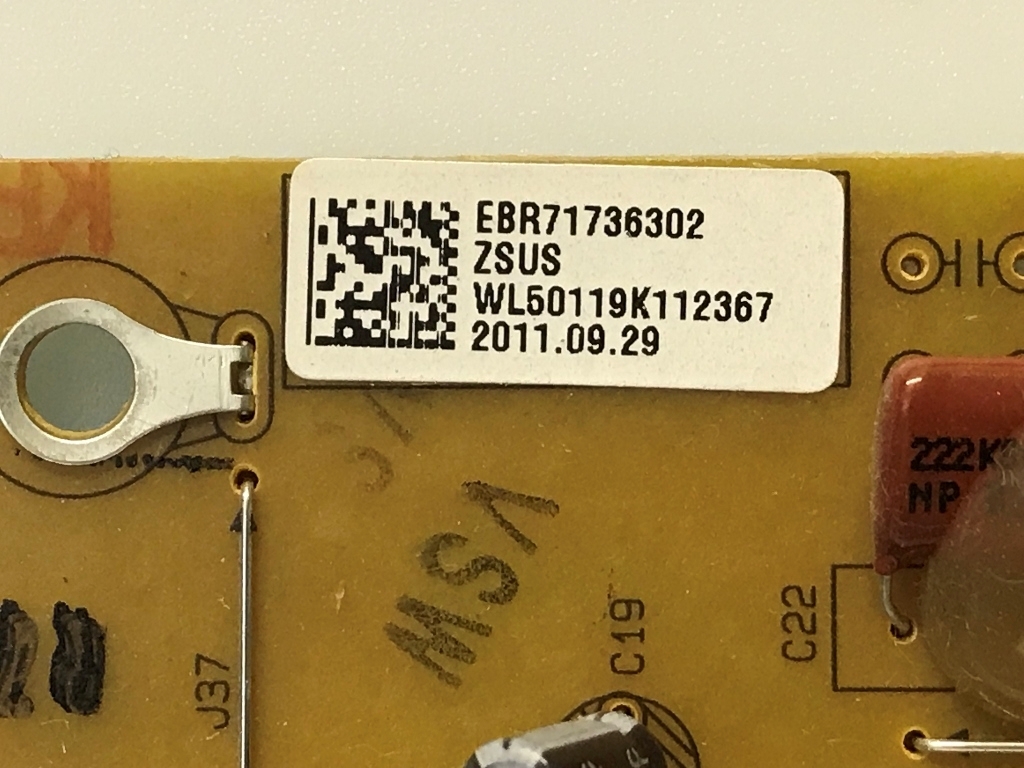 EBR71736302
ZSUS
WL50119K112367
2011.09.29
222K
NP
MSA
C19
C22
J37